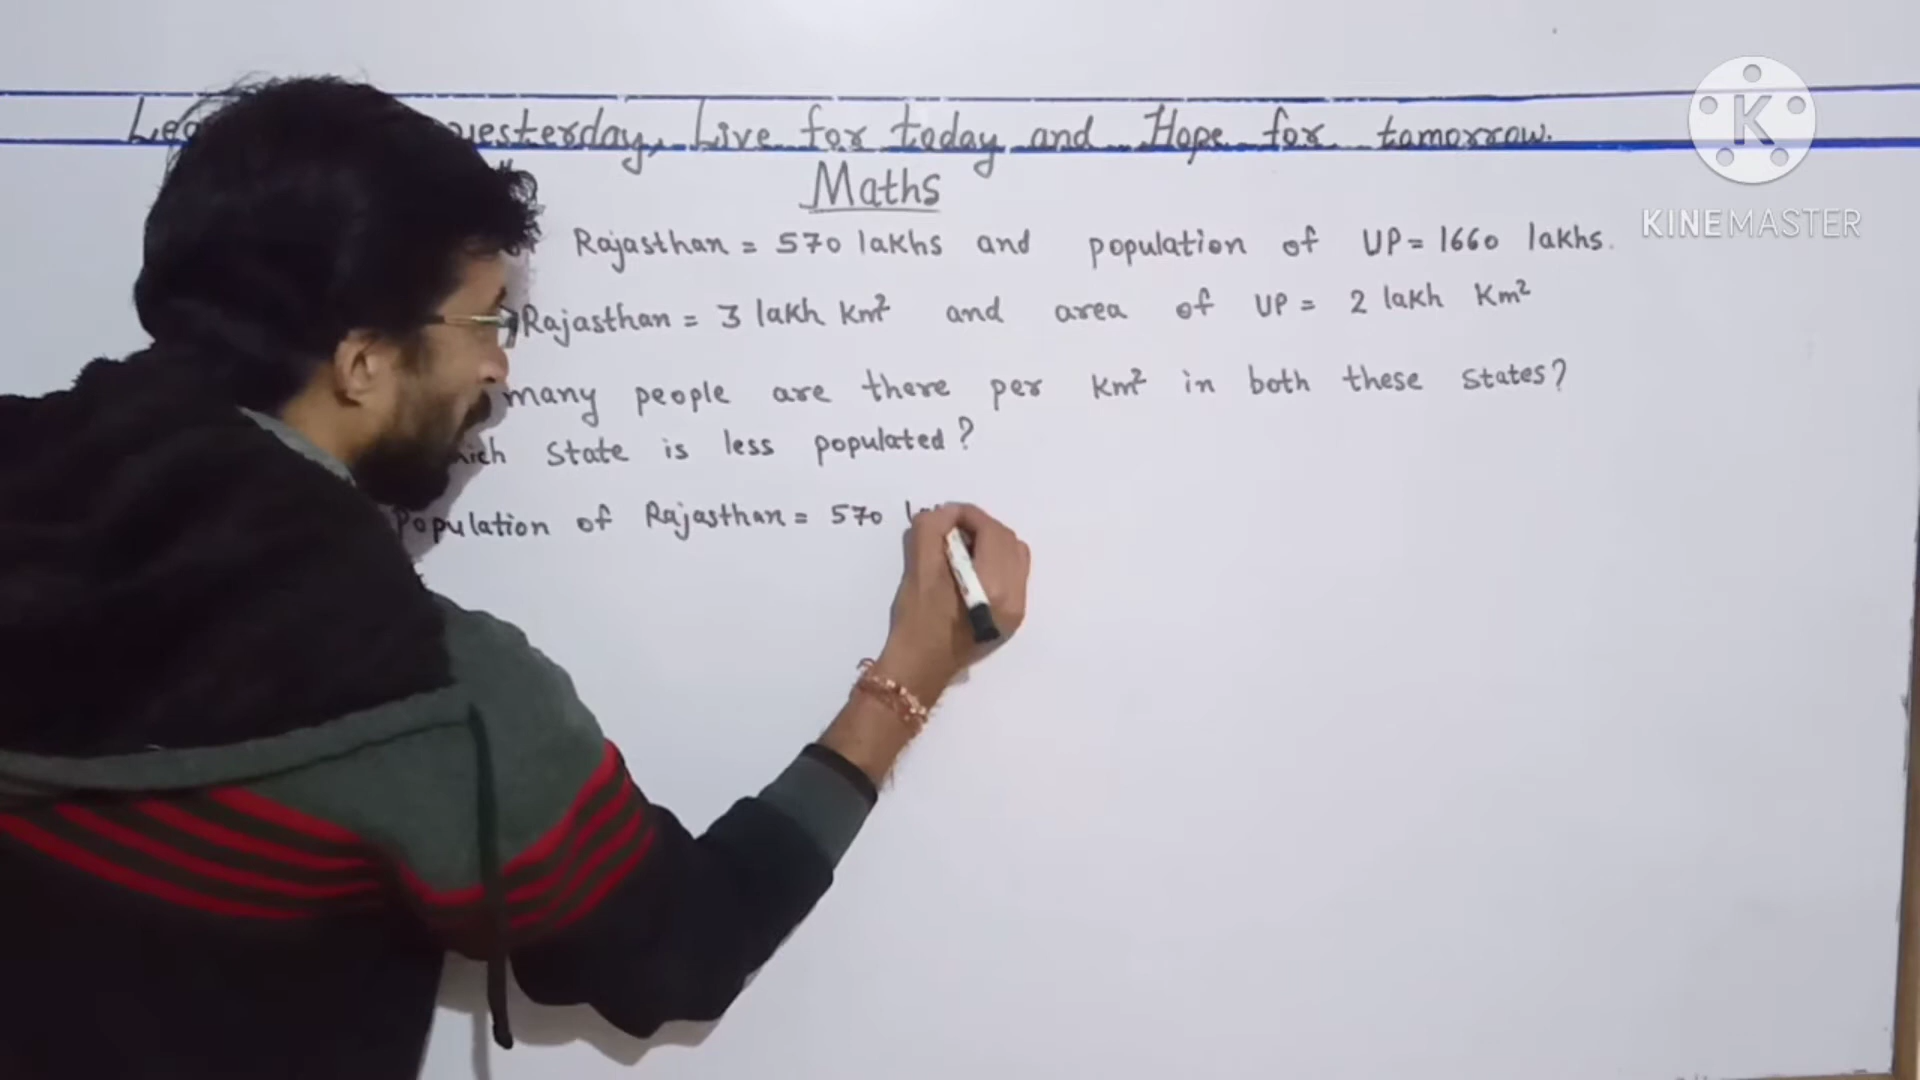 yesterday, Live for today and Hope for tomorrow.
Maths
Rajasthan = 570 lakhs and population of UP = 1660 lakhs.
Rajasthan = 3 lakh Km² and area of UP = 2 lakh Km²
many people are there per Km² in both these states?
State is less populated?
Population of Rajasthan = 570
K
KINEMASTER